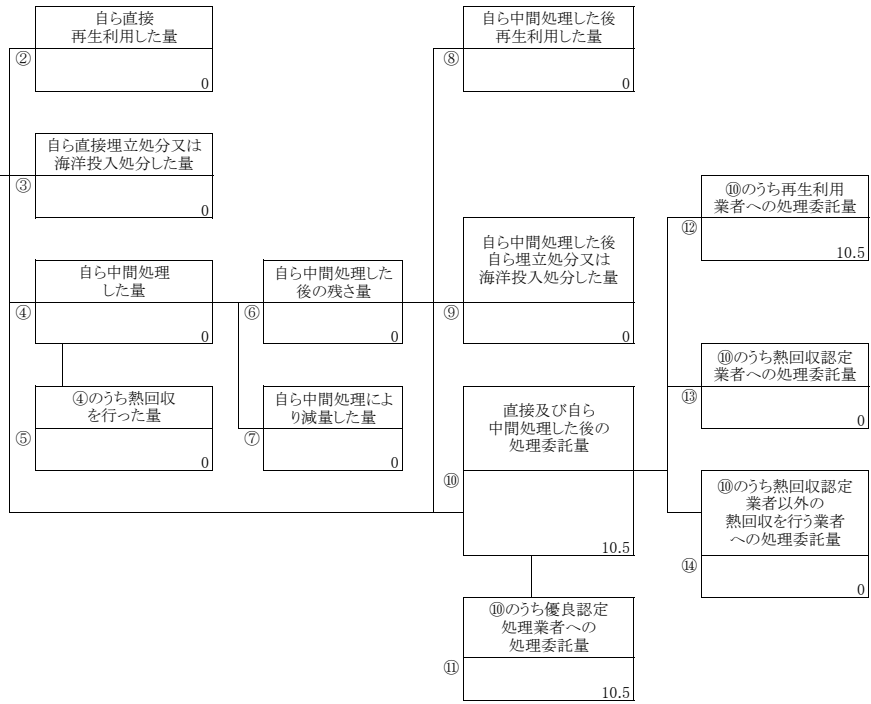 自ら直接
再生利用した量
②
0
自ら直接埋立処分又は
海洋投入処分した量
③
0
自ら中間処理
した量
④
0
④のうち熱回収
を行った量
⑤
0
自ら中間処理した
後の残さ量
⑥
0
自ら中間処理によ
り減量した量
⑦
0
自ら中間処理した後
再生利用した量
⑧
0
自ら中間処理した後
自ら埋立処分又は
海洋投入処分した量
⑨
0
直接及び自ら
中間処理した後の
処理委託量
⑩
10.5
⑩のうち優良認定
処理業者への
処理委託量
⑪
10.5
⑩のうち再生利用
業者への処理委託量
⑫
10.5
⑩のうち熱回収認定
業者への処理委託量
⑬
0
⑩のうち熱回収認定
業者以外の
熱回収を行う業者
への処理委託量
⑭
0